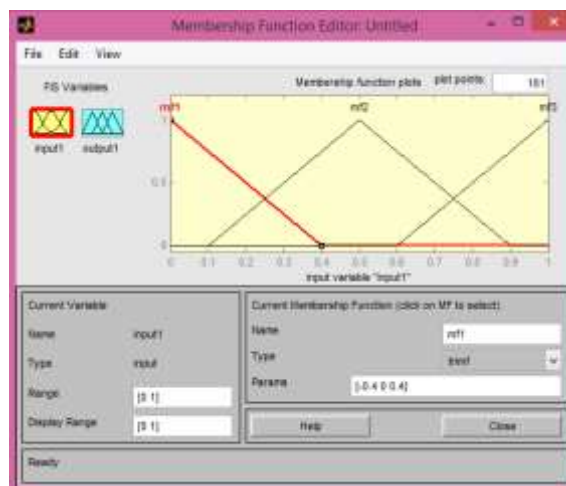 Membership Function Editor: Untitled
File Edit View
FIS Variables
Membership function plots plot points: 181
mf1 mf2 mf3
1
input1 output1
0.5
0
0 0.1 0.2 0.3 0.4 0.5 0.6 0.7 0.8 0.9 1
input variable "input1"
Current Variable
Current Membership Function (click on MF to select)
Name input1
Name mf1
Type input
Type trimf
Params [-0.4 0 0.4]
Range [0 1]
Display Range [0 1]
Help Close
Ready